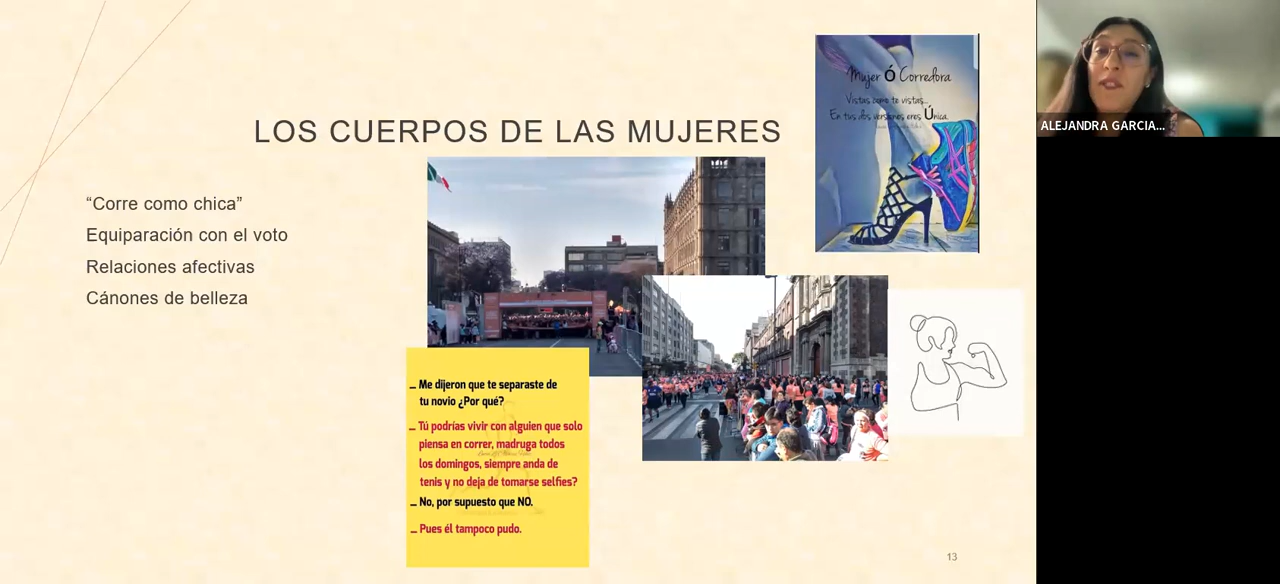 LOS CUERPOS DE LAS MUJERES
“Corre como chica”
Equiparación con el voto
Relaciones afectivas
Cánones de belleza
Mujer Ó Corredora
Vistas como te vistas...
En tus dos versiones eres Única.
_ Me dijeron que te separaste de
tu novio ¿Por qué?
_ Tú podrías vivir con alguien que solo
piensa en correr, madruga todos
los domingos, siempre anda de
tenis y no deja de tomarse selfies?
_ No, por supuesto que NO.
_ Pues él tampoco pudo.
13
ALEJANDRA GARCIA...